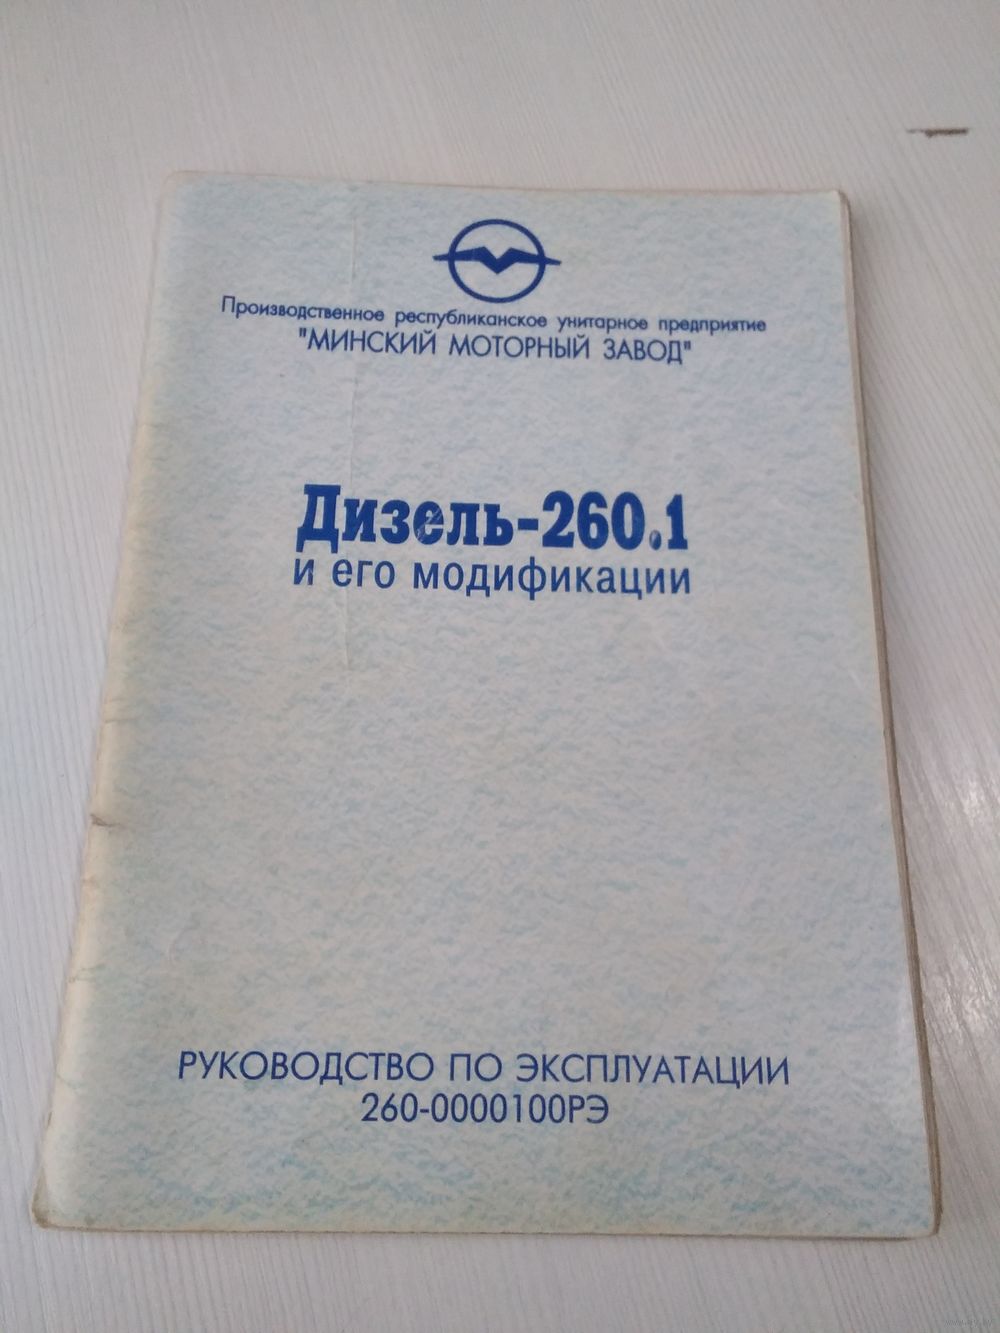 Производственное республиканское унитарное предприятие
"МИНСКИЙ МОТОРНЫЙ ЗАВОД"
Дизель-260.1
и его модификации
РУКОВОДСТВО ПО ЭКСПЛУАТАЦИИ
260-0000100РЭ